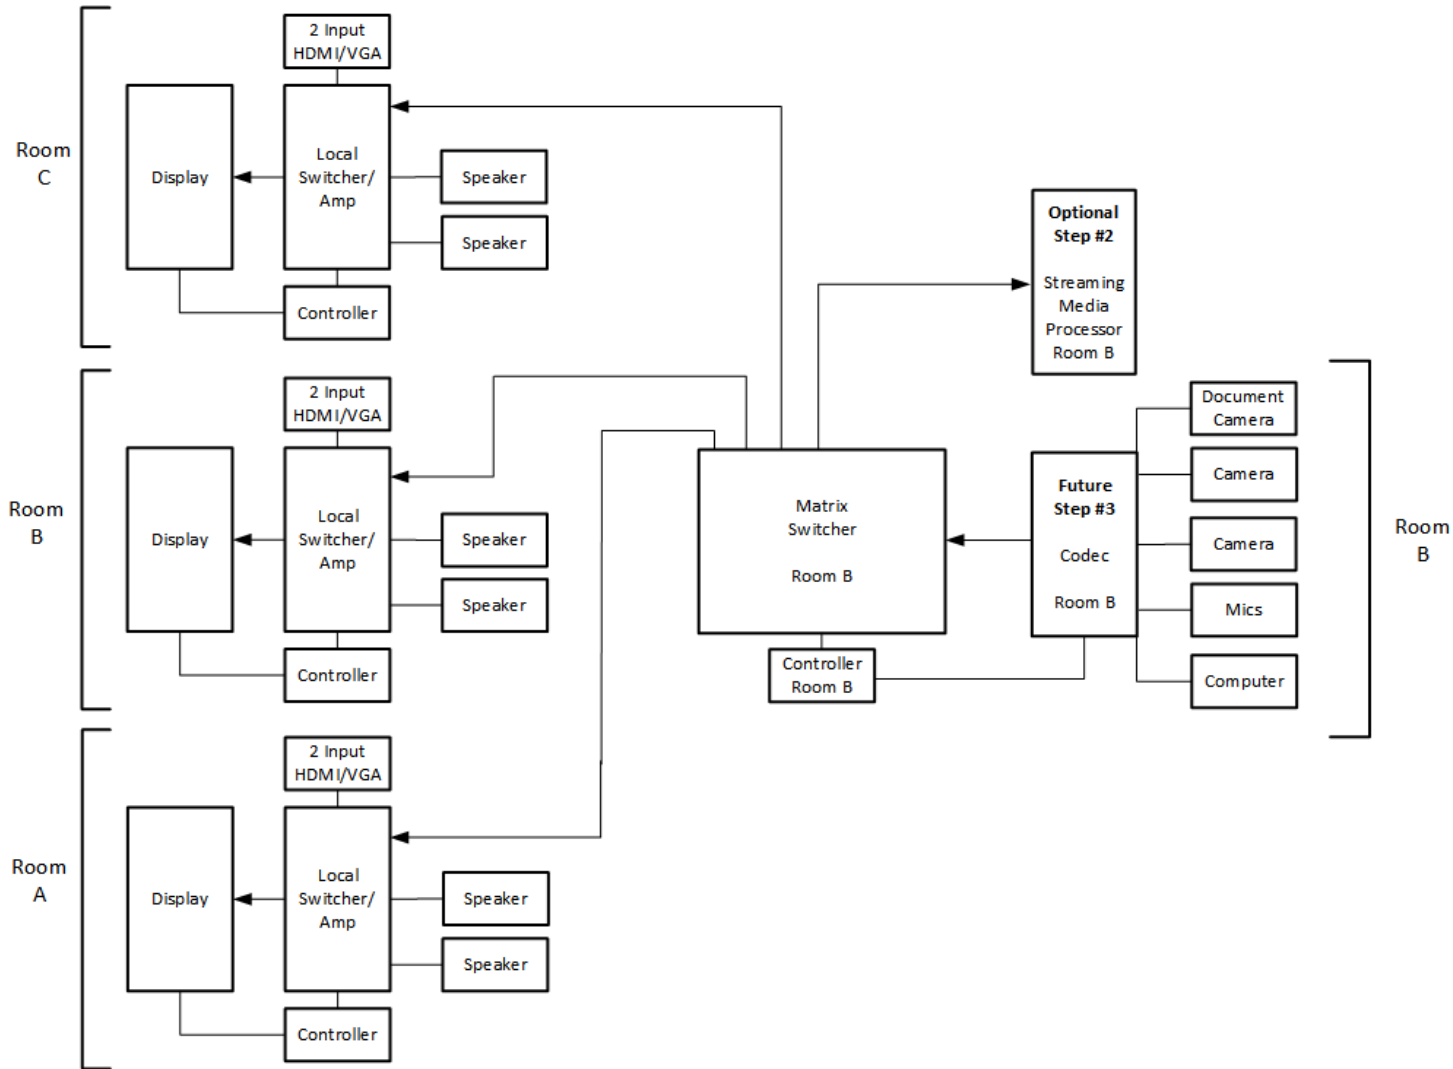 Room
C
2 Input
HDMI/VGA
Display
Local
Switcher/
Amp
Speaker
Speaker
Controller
Room
B
2 Input
HDMI/VGA
Display
Local
Switcher/
Amp
Speaker
Speaker
Controller
Room
A
2 Input
HDMI/VGA
Display
Local
Switcher/
Amp
Speaker
Speaker
Controller
Matrix
Switcher
Room B
Controller
Room B
Optional
Step #2
Streaming
Media
Processor
Room B
Future
Step #3
Codec
Room B
Document
Camera
Camera
Camera
Mics
Computer
Room
B